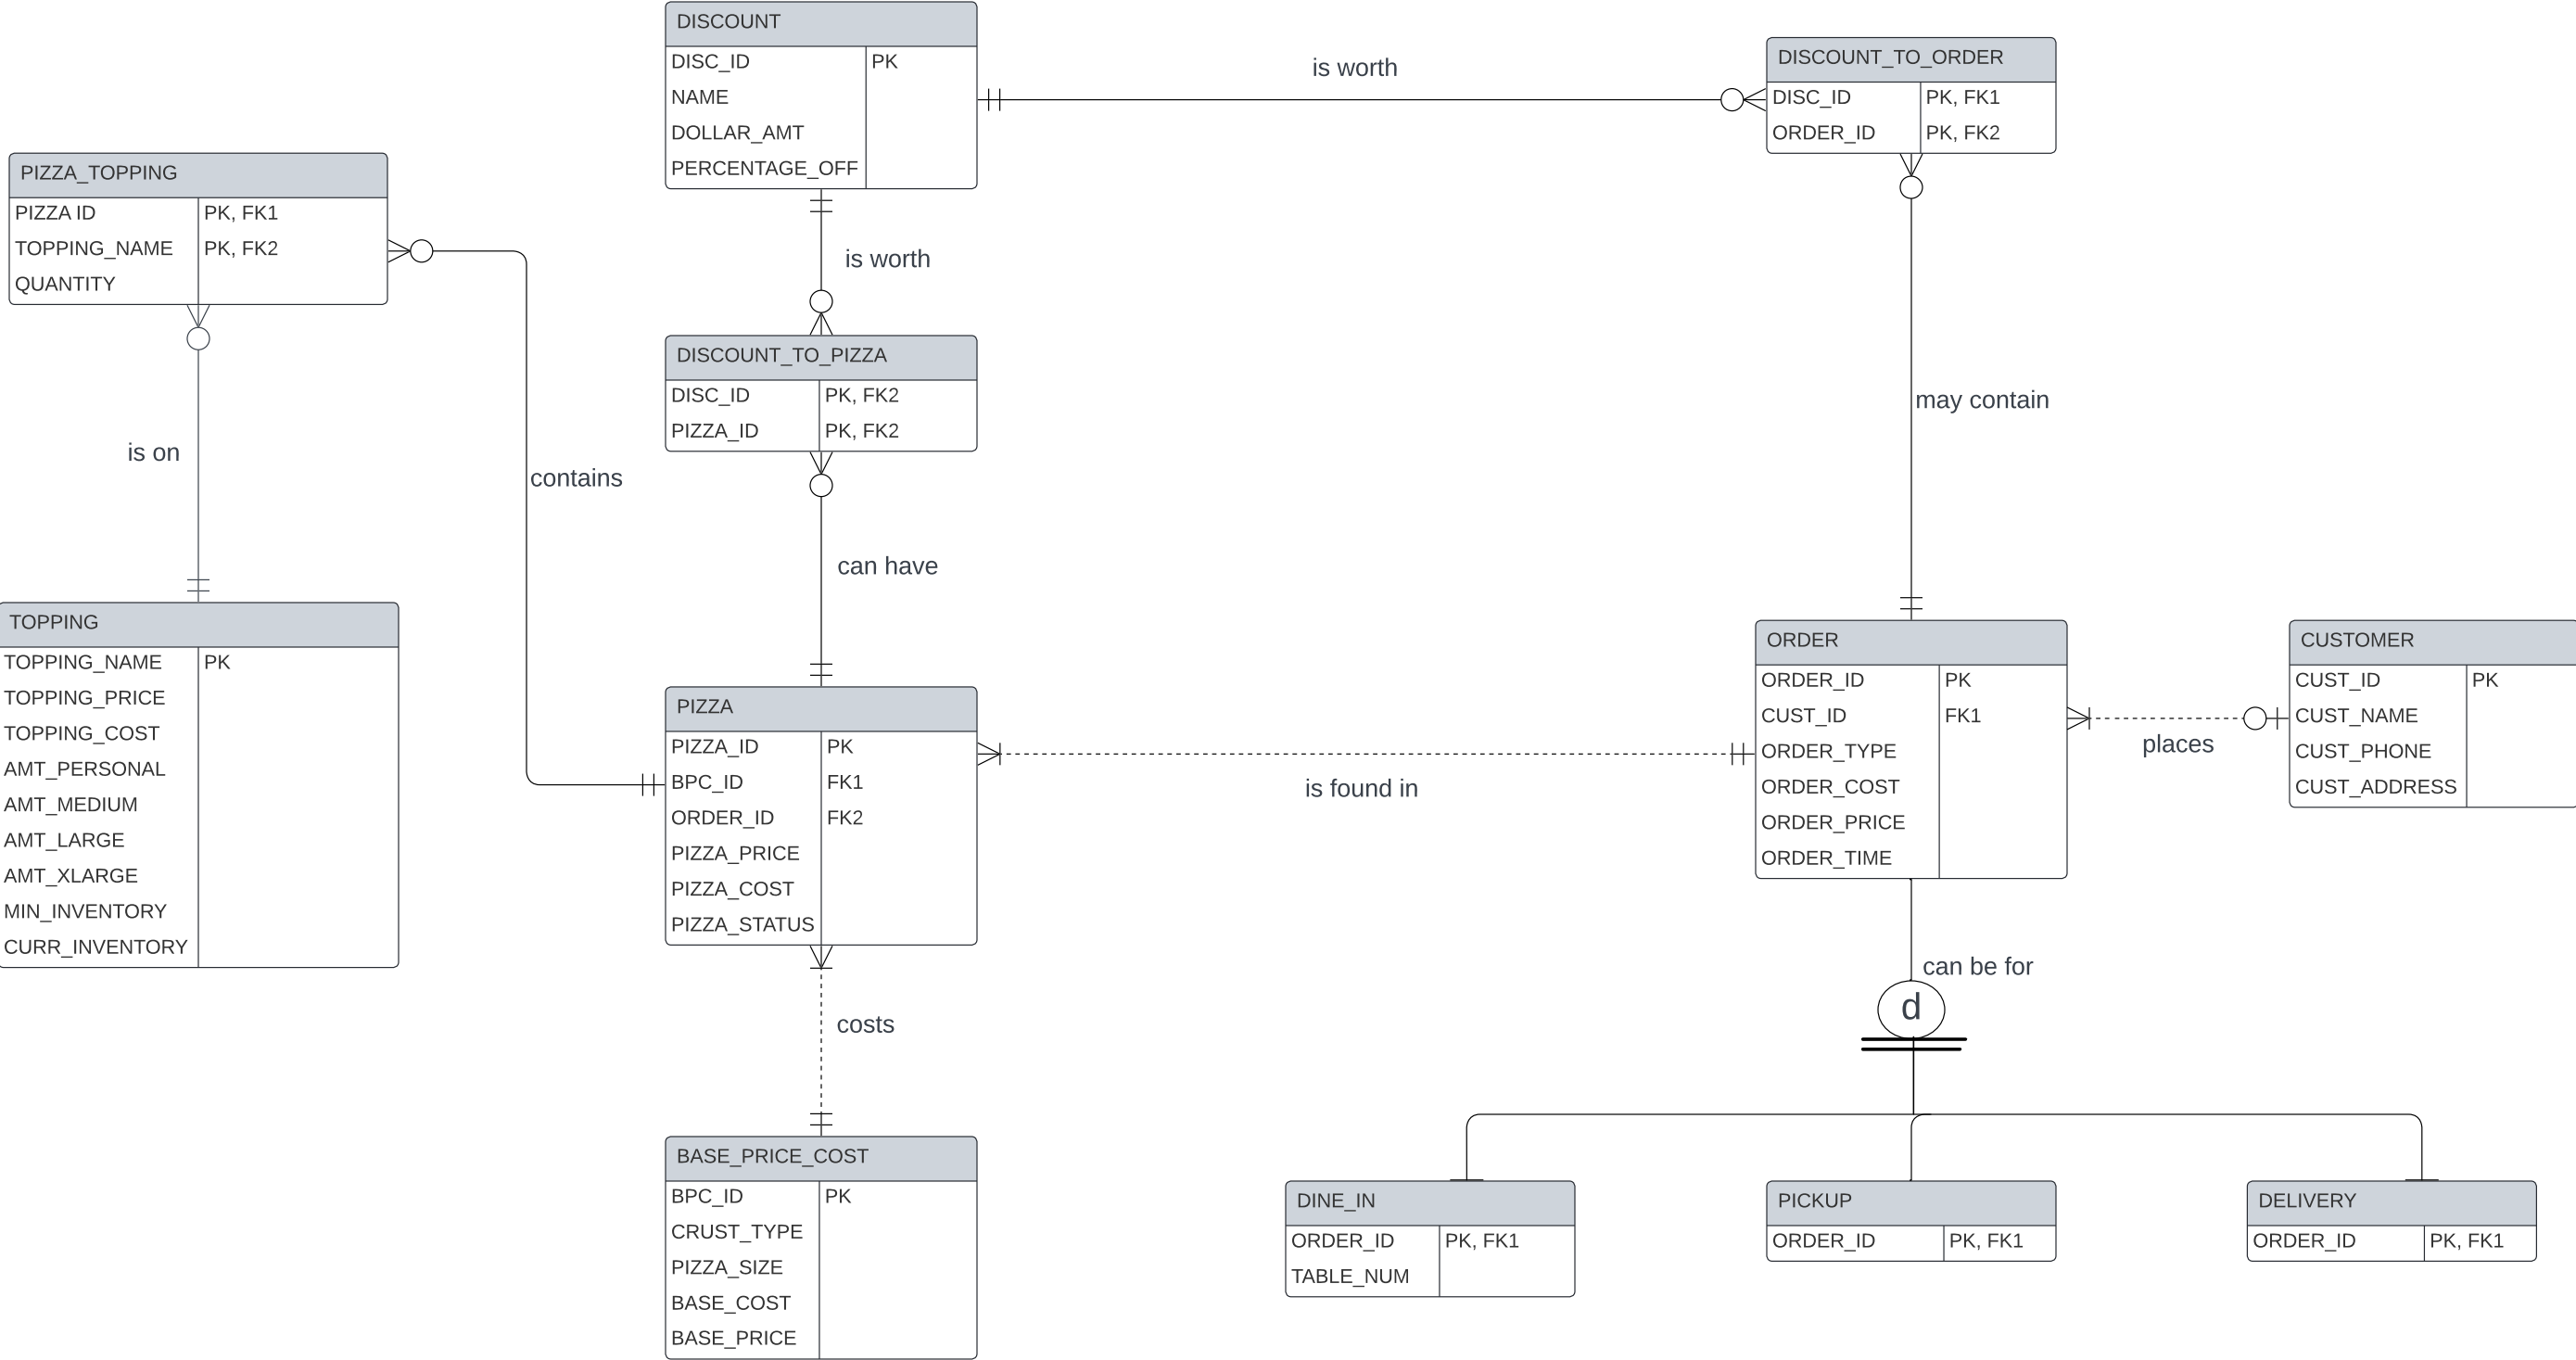 DISCOUNT
DISC_ID PK
NAME
DOLLAR_AMT
PERCENTAGE_OFF
is worth
DISCOUNT_TO_ORDER
DISC_ID PK, FK1
ORDER_ID PK, FK2
PIZZA_TOPPING
PIZZA ID PK, FK1
TOPPING_NAME PK, FK2
QUANTITY
is worth
DISCOUNT_TO_PIZZA
DISC_ID PK, FK2
PIZZA_ID PK, FK2
may contain
is on
contains
can have
TOPPING
TOPPING_NAME PK
TOPPING_PRICE
TOPPING_COST
AMT_PERSONAL
AMT_MEDIUM
AMT_LARGE
AMT_XLARGE
MIN_INVENTORY
CURR_INVENTORY
PIZZA
PIZZA_ID PK
BPC_ID FK1
ORDER_ID FK2
PIZZA_PRICE
PIZZA_COST
PIZZA_STATUS
is found in
ORDER
ORDER_ID PK
CUST_ID FK1
ORDER_TYPE
ORDER_COST
ORDER_PRICE
ORDER_TIME
places
CUSTOMER
CUST_ID PK
CUST_NAME
CUST_PHONE
CUST_ADDRESS
can be for
d
costs
BASE_PRICE_COST
BPC_ID PK
CRUST_TYPE
PIZZA_SIZE
BASE_COST
BASE_PRICE
DINE_IN
ORDER_ID PK, FK1
TABLE_NUM
PICKUP
ORDER_ID PK, FK1
DELIVERY
ORDER_ID PK, FK1